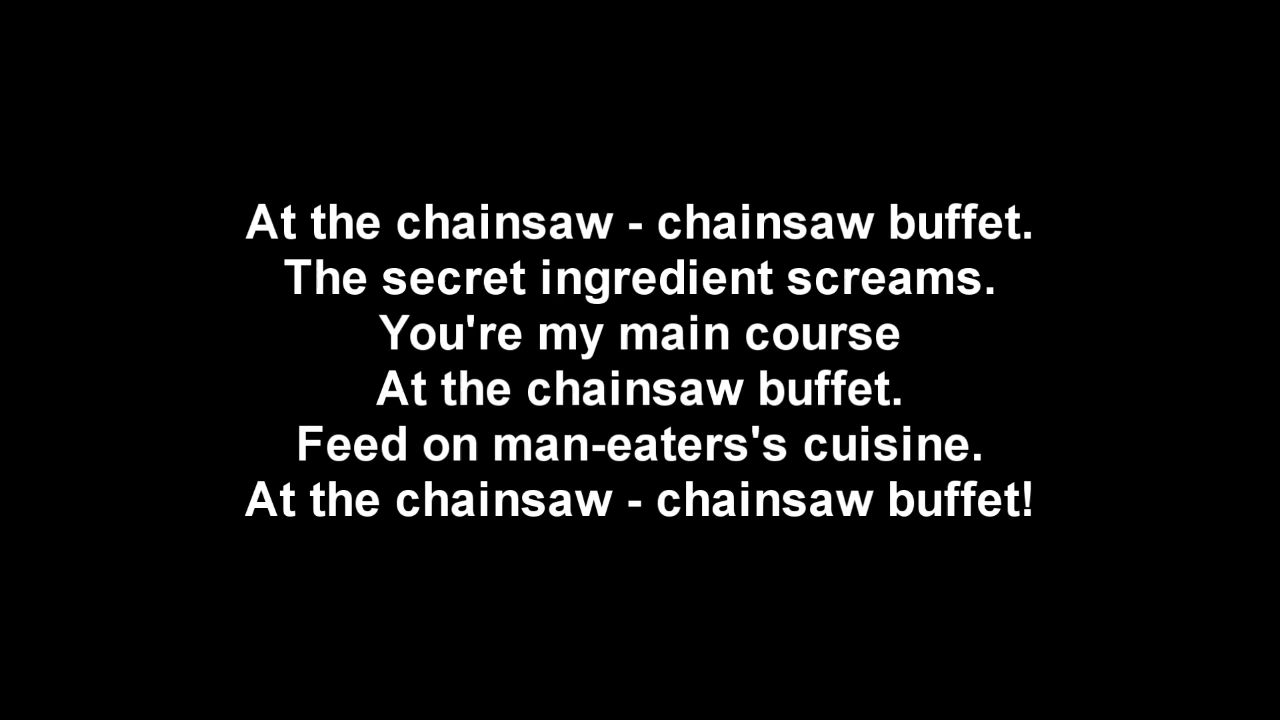 At the chainsaw - chainsaw buffet.
The secret ingredient screams.
You're my main course
At the chainsaw buffet.
Feed on man-eaters's cuisine.
At the chainsaw - chainsaw buffet!